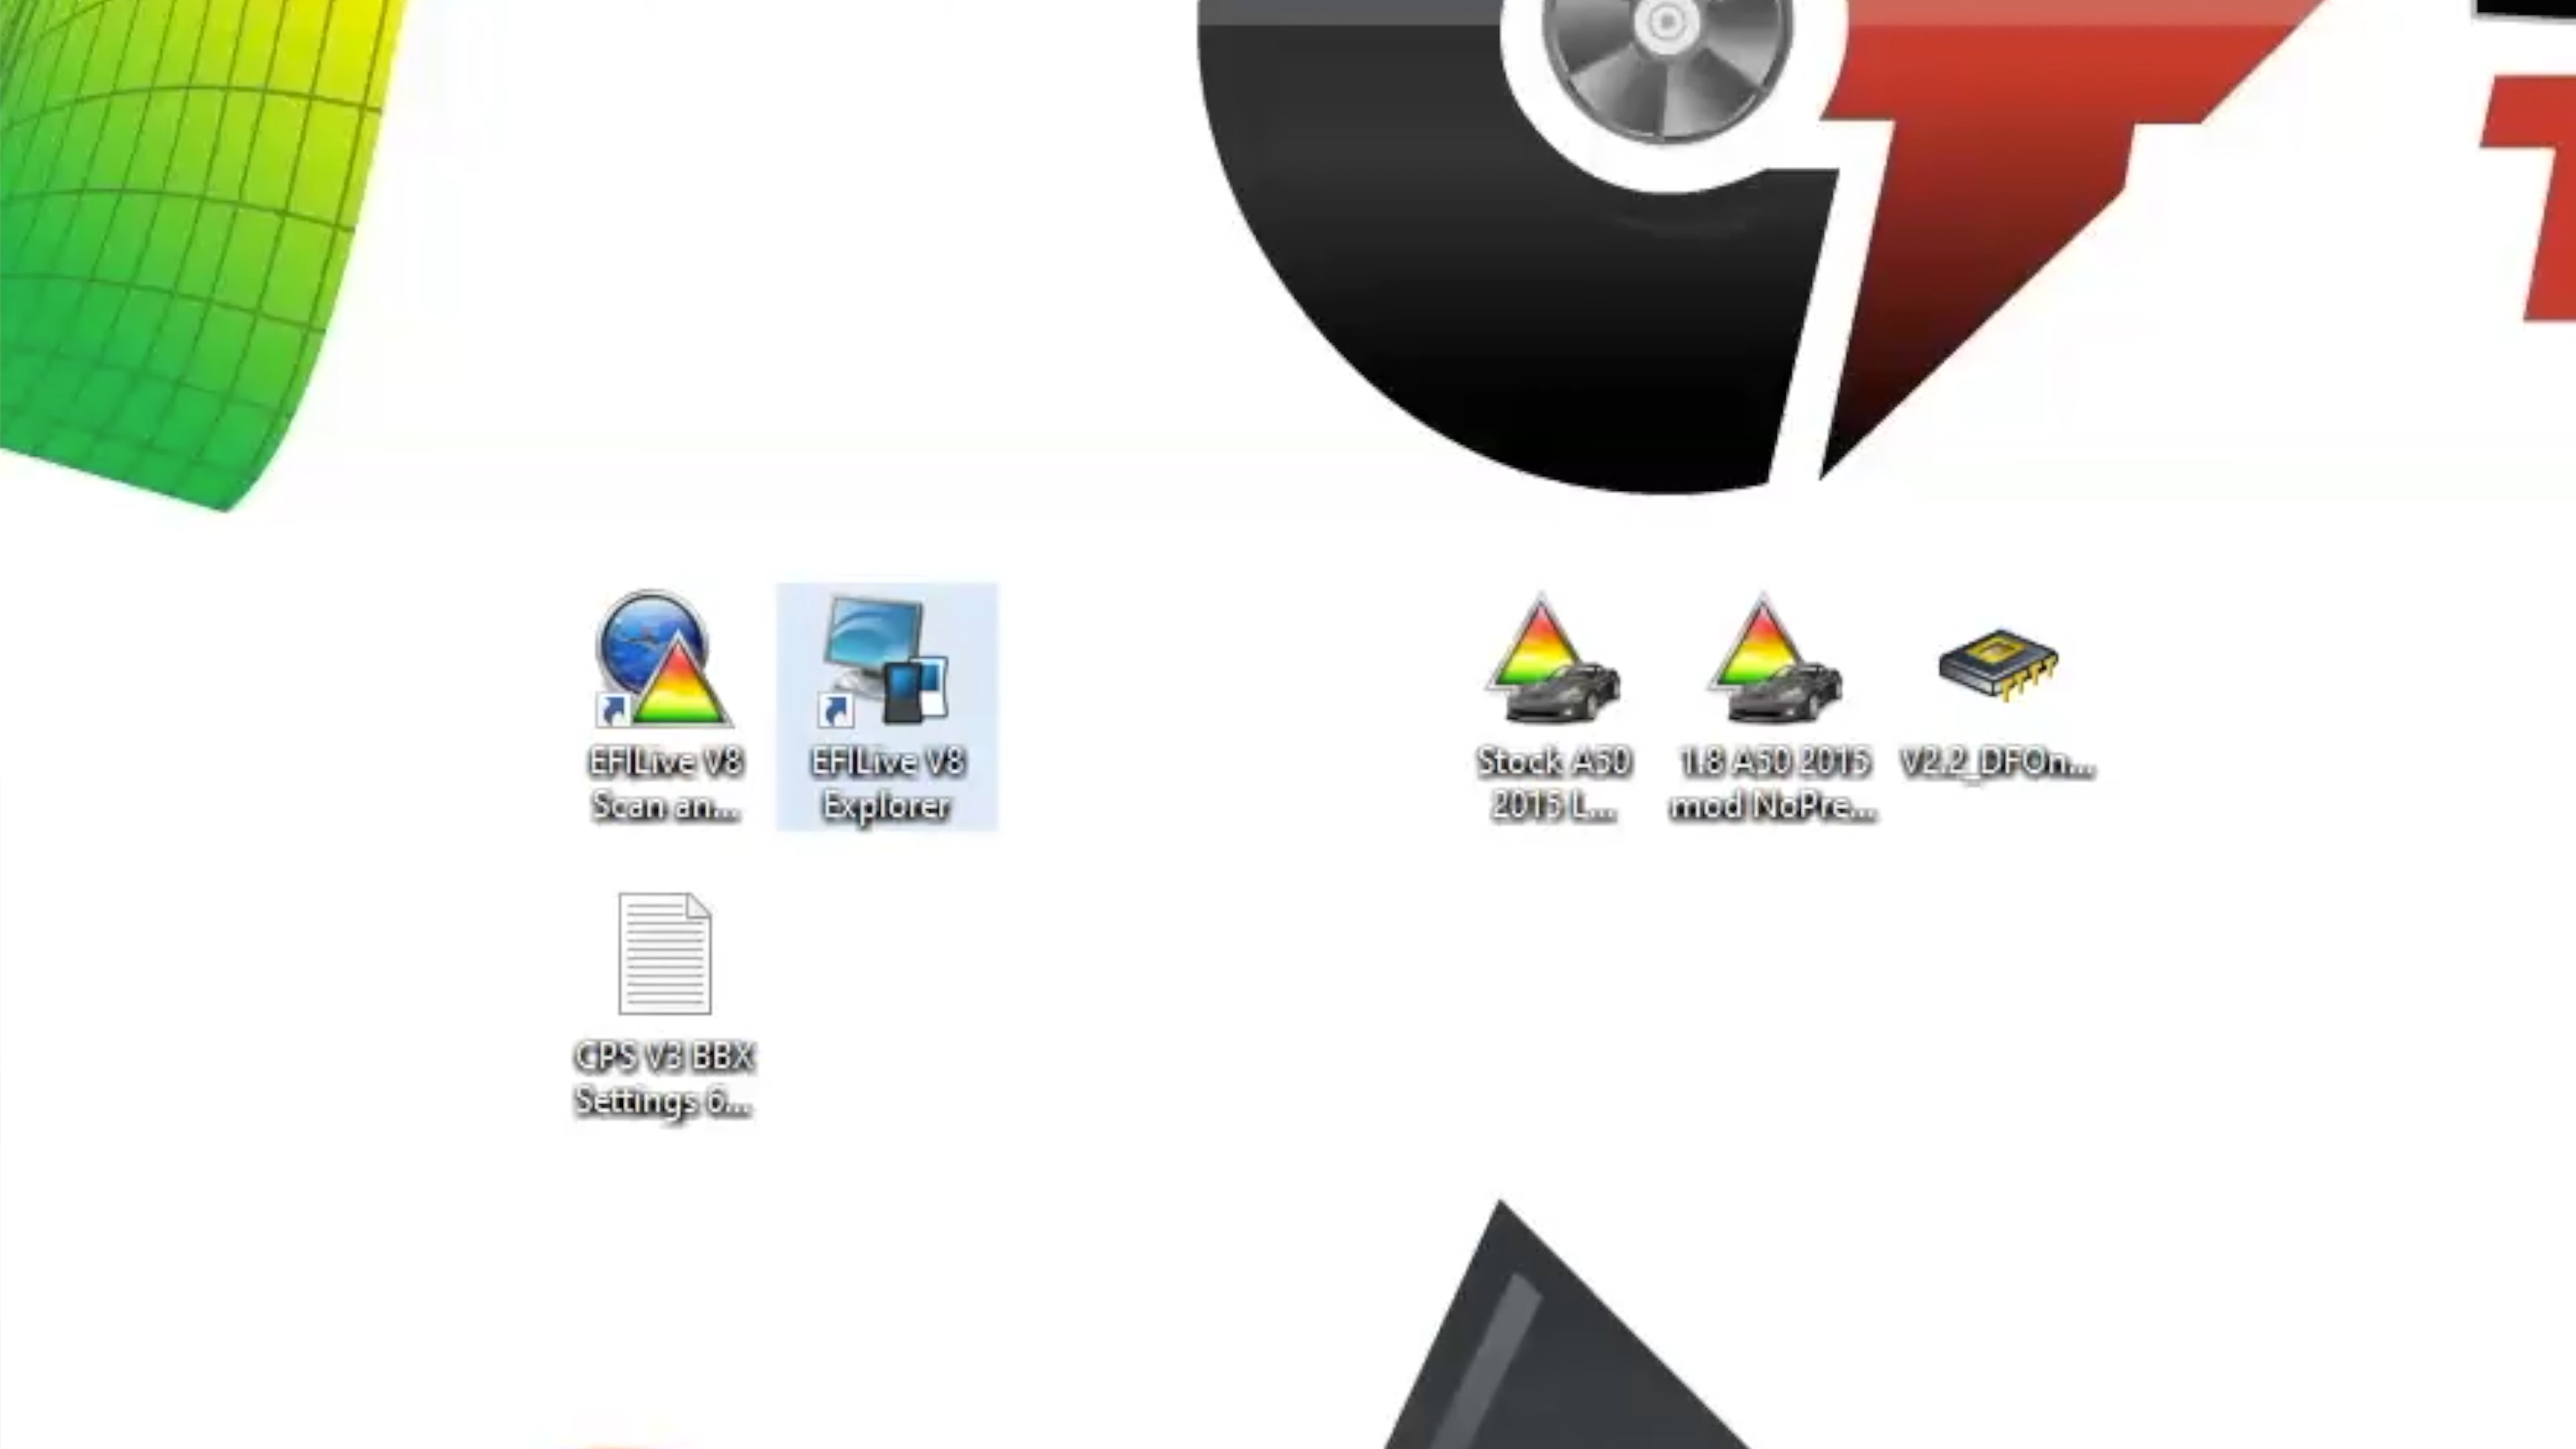 EFILive V8
Scan an...
EFILive V8
Explorer
Stock A50
2015 L...
1.8 A50 2015
mod NoPre...
V2.2_DFOn...
CPS V3 BBX
Settings 6...